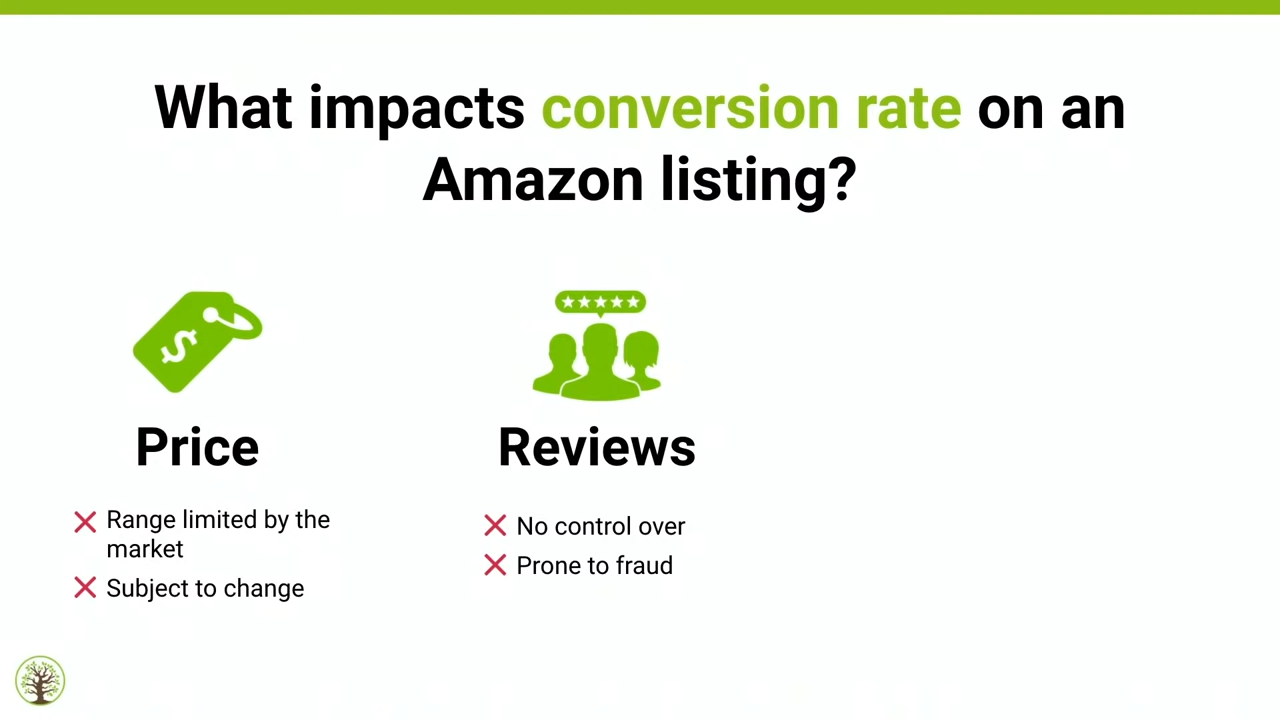 What impacts conversion rate on an
Amazon listing?
Price
Range limited by the
market
Subject to change
Reviews
No control over
Prone to fraud